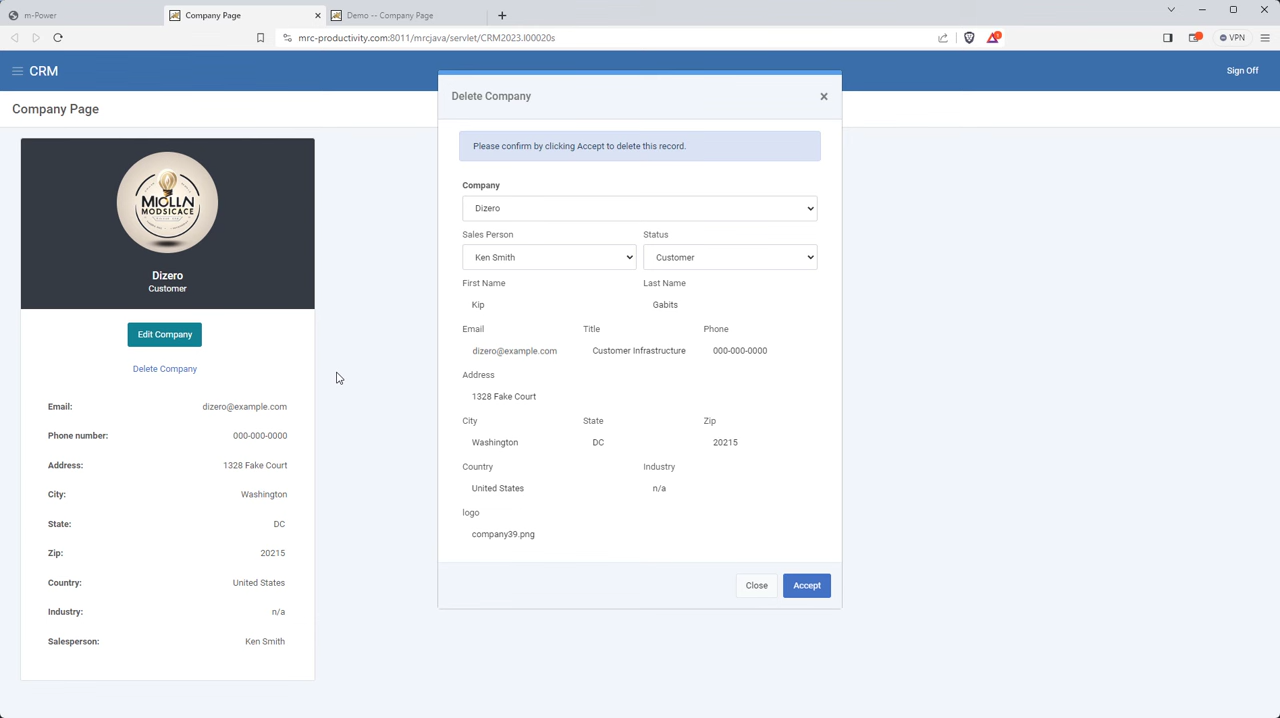 m-Power
Company Page
Demo -- Company Page
mrc-productivity.com:8011/mrcjava/servlet/CRM2023.I00020s
1
VPN
CRM
Sign Off
Company Page
MIOLLN
MODSICACE
Dizero
Customer
Edit Company
Delete Company
Email: dizero@example.com
Phone number: 000-000-0000
Address: 1328 Fake Court
City: Washington
State: DC
Zip: 20215
Country: United States
Industry: n/a
Salesperson: Ken Smith
Delete Company
Please confirm by clicking Accept to delete this record.
Company
Dizero
Sales Person Status
Ken Smith Customer
First Name Last Name
Kip Gabits
Email Title Phone
dizero@example.com Customer Infrastructure 000-000-0000
Address
1328 Fake Court
City State Zip
Washington DC 20215
Country Industry
United States n/a
logo
company39.png
Close Accept